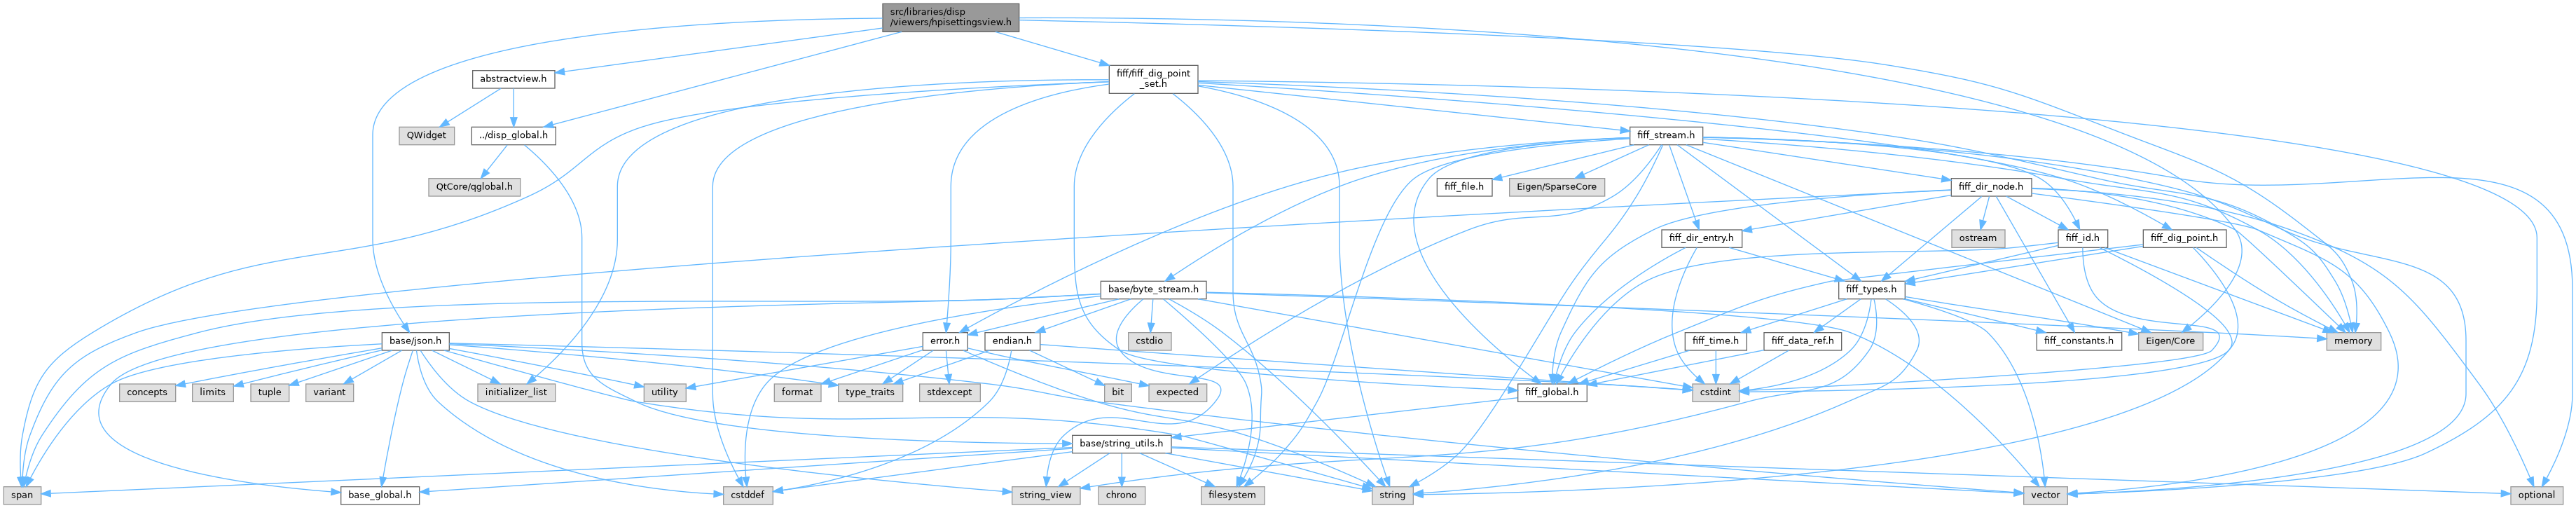 src/libraries/disp
/viewers/hpisettingsview.h
abstractview.h
fiff/fiff_dig_point
_set.h
QWidget
../disp_global.h
fiff_stream.h
QtCore/qglobal.h
fiff_file.h
Eigen/SparseCore
fiff_dir_node.h
fiff_dir_entry.h
ostream
fiff_id.h
fiff_dig_point.h
base/byte_stream.h
fiff_types.h
base/json.h
error.h
endian.h
cstdio
fiff_time.h
fiff_data_ref.h
fiff_constants.h
Eigen/Core
memory
concepts
limits
tuple
variant
initializer_list
utility
format
type_traits
stdexcept
bit
expected
fiff_global.h
cstdint
base/string_utils.h
span
base_global.h
cstddef
string_view
chrono
filesystem
string
vector
optional